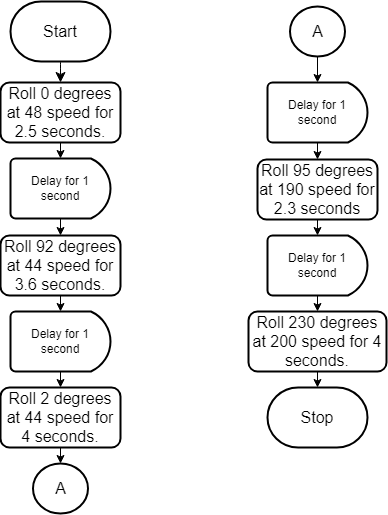 Start
Roll 0 degrees
at 48 speed for
2.5 seconds.
Delay for 1
second
Roll 92 degrees
at 44 speed for
3.6 seconds.
Delay for 1
second
Roll 2 degrees
at 44 speed for
4 seconds.
A
A
Delay for 1
second
Roll 95 degrees
at 190 speed for
2.3 seconds
Delay for 1
second
Roll 230 degrees
at 200 speed for 4
seconds.
Stop